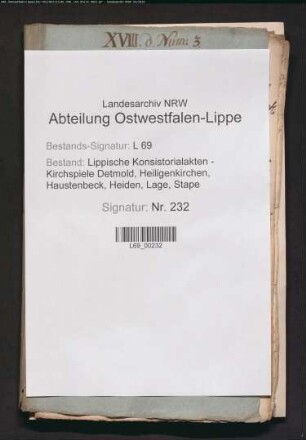 XVIII. d Num: 3
Landesarchiv NRW
Abteilung Ostwestfalen-Lippe
Bestands-Signatur: L 69
Bestand: Lippische Konsistorialakten -
Kirchspiele Detmold, Heiligenkirchen,
Haustenbeck, Heiden, Lage, Stape
Signatur: Nr. 232
L69_00232